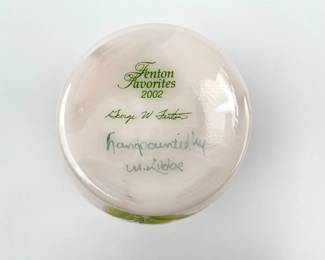 Fenton
Favorites
2002
George W Fenton
handpainted by